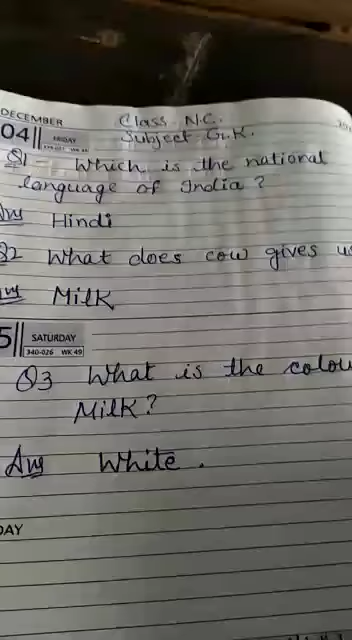 DECEMBER
Class N.C.
04 FRIDAY
Subject G.K.
Q1 - Which is the national
language of India?
Ans Hindi
Q2 What does cow gives us
Ans Milk
5 SATURDAY
340-026 WK 49
Q3 What is the colou
Milk?
Ans White.
DAY